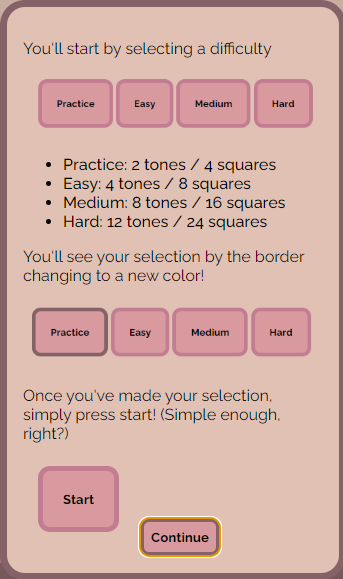 You'll start by selecting a difficulty
Practice Easy Medium Hard
• Practice: 2 tones / 4 squares
• Easy: 4 tones / 8 squares
• Medium: 8 tones / 16 squares
• Hard: 12 tones / 24 squares
You'll see your selection by the border
changing to a new color!
Practice Easy Medium Hard
Once you've made your selection,
simply press start! (Simple enough,
right?)
Start
Continue